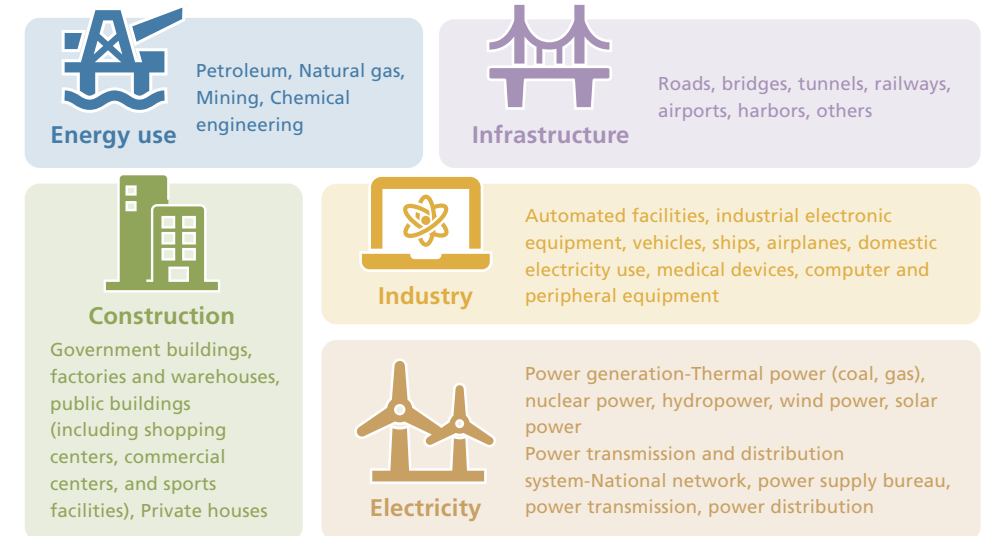 Energy use
Petroleum, Natural gas,
Mining, Chemical
engineering
Infrastructure
Roads, bridges, tunnels, railways,
airports, harbors, others
Construction
Government buildings,
factories and warehouses,
public buildings
(including shopping
centers, commercial
centers, and sports
facilities), Private houses
Industry
Automated facilities, industrial electronic
equipment, vehicles, ships, airplanes, domestic
electricity use, medical devices, computer and
peripheral equipment
Electricity
Power generation-Thermal power (coal, gas),
nuclear power, hydropower, wind power, solar
power
Power transmission and distribution
system-National network, power supply bureau,
power transmission, power distribution